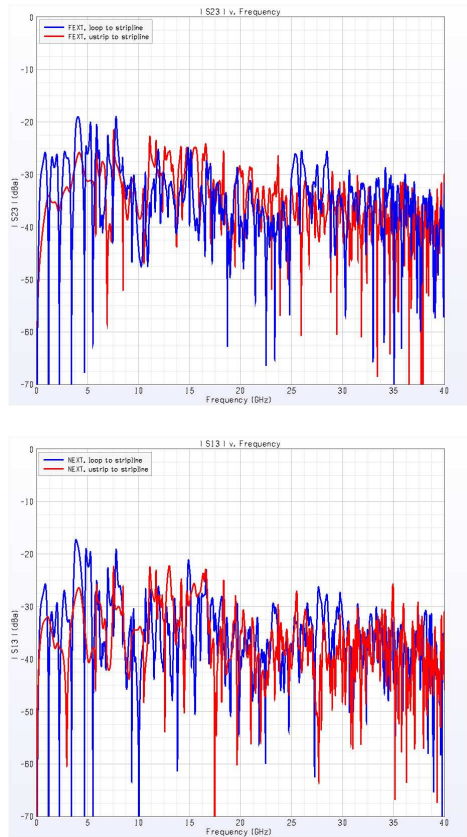 | S23 | v. Frequency
FEXT, loop to stripline
FEXT, ustrip to stripline
0
-10
-20
-30
-40
-50
-60
-70
| S23 | (dBa)
0 5 10 15 20 25 30 35 40
Frequency (GHz)
| S13 | v. Frequency
NEXT, loop to stripline
NEXT, ustrip to stripline
0
-10
-20
-30
-40
-50
-60
-70
| S13 | (dBa)
0 5 10 15 20 25 30 35 40
Frequency (GHz)